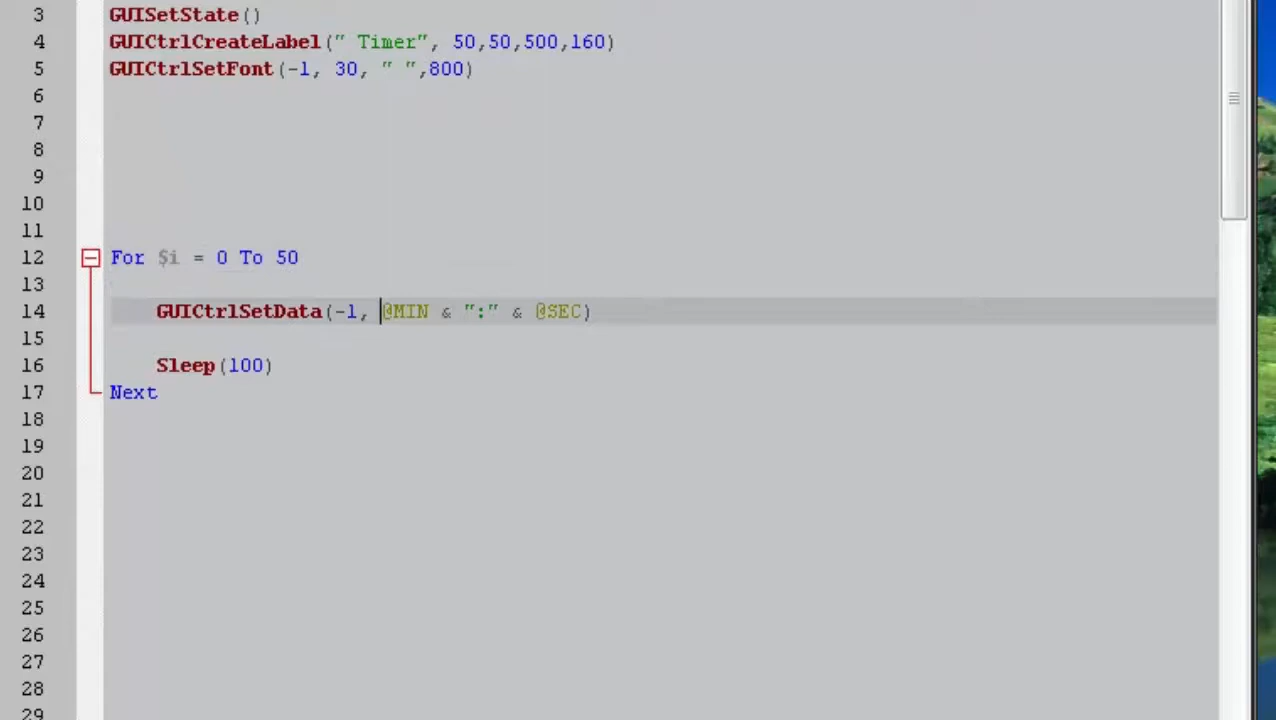 3 GUISetState()
4 GUICtrlCreateLabel(" Timer", 50,50,500,160)
5 GUICtrlSetFont(-1, 30, " ",800)
6
7
8
9
10
11
12 For $i = 0 To 50
13
14 GUICtrlSetData(-1, @MIN & ":" & @SEC)
15
16 Sleep(100)
17 Next
18
19
20
21
22
23
24
25
26
27
28
29